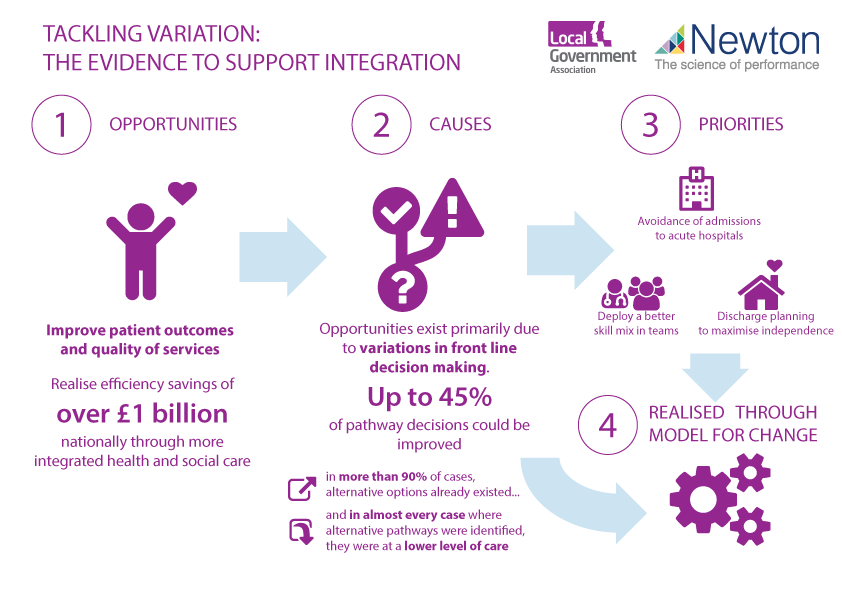 TACKLING VARIATION:
THE EVIDENCE TO SUPPORT INTEGRATION
Local
Government
Association
Newton
The science of performance
1 OPPORTUNITIES
Improve patient outcomes
and quality of services
Realise efficiency savings of
over £1 billion
nationally through more
integrated health and social care
2 CAUSES
!
?
Opportunities exist primarily due
to variations in front line
decision making.
Up to 45%
of pathway decisions could be
improved
in more than 90% of cases,
alternative options already existed...
and in almost every case where
alternative pathways were identified,
they were at a lower level of care
3 PRIORITIES
H
Avoidance of admissions
to acute hospitals
Deploy a better
skill mix in teams
Discharge planning
to maximise independence
4
REALISED THROUGH
MODEL FOR CHANGE